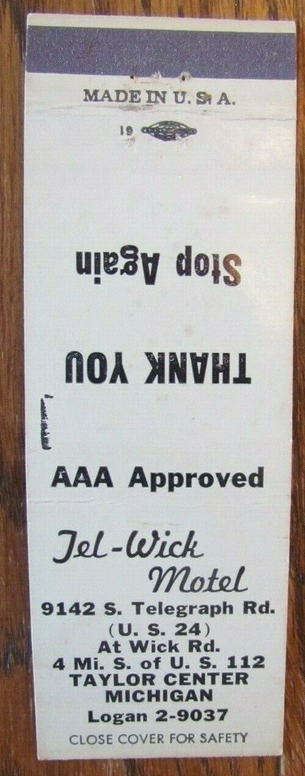 MADE IN U. S. A.
19
Stop Again
THANK YOU
AAA Approved
Tel-Wick
Motel
9142 S. Telegraph Rd.
(U. S. 24)
At Wick Rd.
4 Mi. S. of U. S. 112
TAYLOR CENTER
MICHIGAN
Logan 2-9037
CLOSE COVER FOR SAFETY